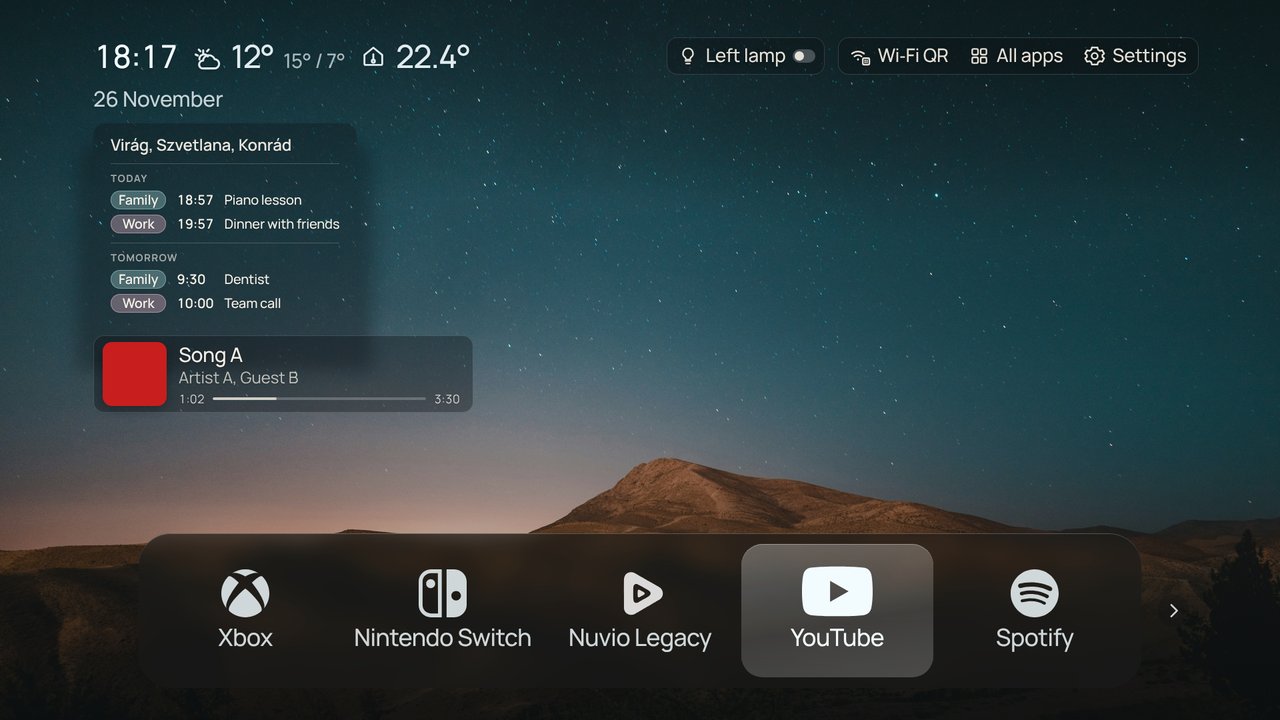 18:17 12° 15° / 7° 22.4°
Left lamp Wi-Fi QR All apps Settings
26 November
Virág, Szvetlana, Konrád
TODAY
Family 18:57 Piano lesson
Work 19:57 Dinner with friends
TOMORROW
Family 9:30 Dentist
Work 10:00 Team call
Song A
Artist A, Guest B
1:02 3:30
Xbox Nintendo Switch Nuvio Legacy YouTube Spotify